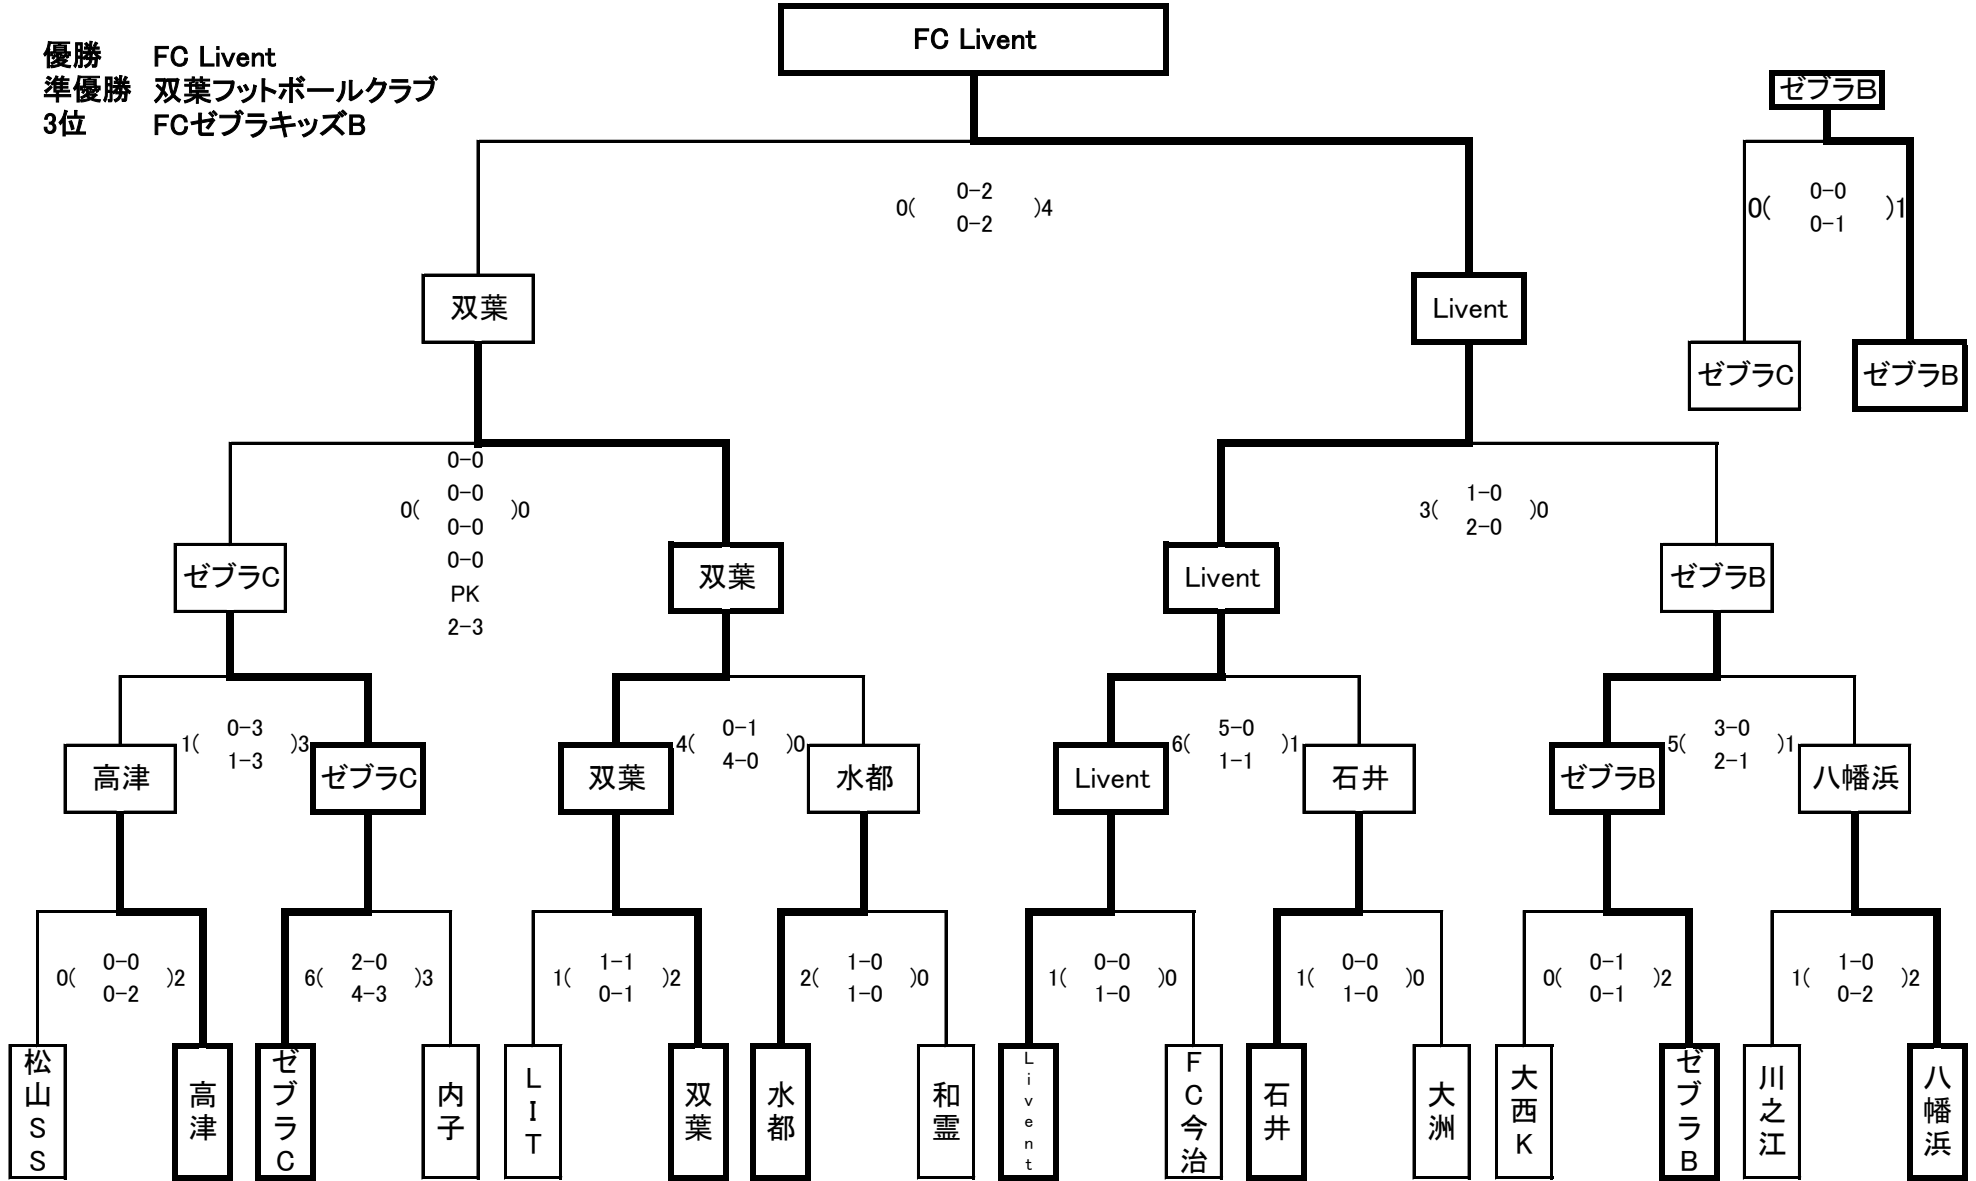 FC Livent
優勝 FC Livent
準優勝 双葉フットボールクラブ
3位 FCゼブラキッズB
ゼブラB
0-2
0( )4
0-2
0-0
0( )1
0-1
双葉
Livent
ゼブラC
ゼブラB
0-0
0-0
0( )0
0-0
0-0
PK
2-3
1-0
3( )0
2-0
ゼブラC
双葉
Livent
ゼブラB
0-3
1( )3
1-3
0-1
4( )0
4-0
5-0
6( )1
1-1
3-0
5( )1
2-1
高津
ゼブラC
双葉
水都
Livent
石井
ゼブラB
八幡浜
0-0
0( )2
0-2
2-0
6( )3
4-3
1-1
1( )2
0-1
1-0
2( )0
1-0
0-0
1( )0
1-0
0-0
1( )0
1-0
0-1
0( )2
0-1
1-0
1( )2
0-2
松山SS
高津
ゼブラC
内子
LIT
双葉
水都
和霊
Livent
FC今治
石井
大洲
大西K
ゼブラB
川之江
八幡浜